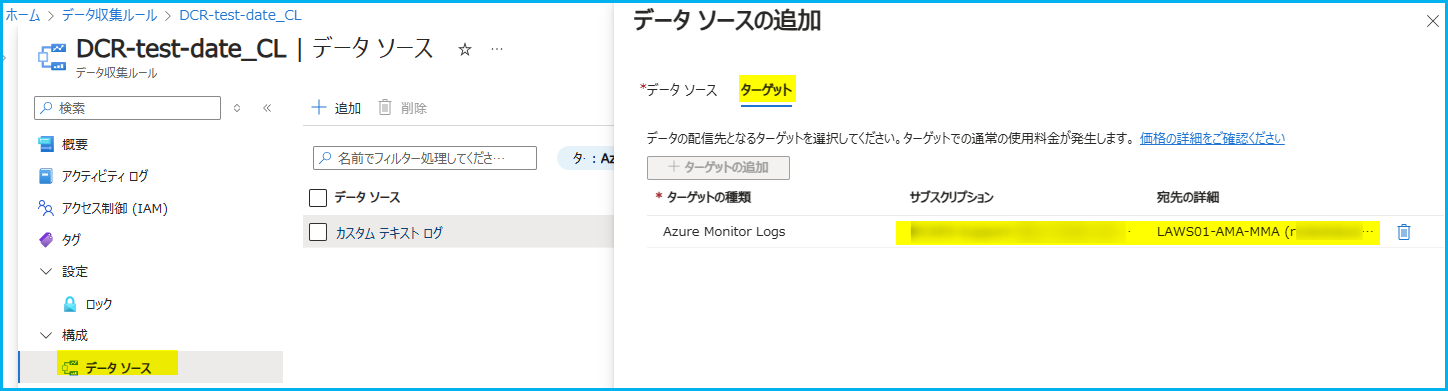 ホーム > データ収集ルール > DCR-test-date_CL
DCR-test-date_CL | データ ソース ☆ …
データ収集ルール
検索
概要
アクティビティ ログ
アクセス制御 (IAM)
タグ
設定
ロック
構成
データ ソース
＋ 追加 削除
名前でフィルター処理してくださ… タ… : Az
データ ソース
カスタム テキスト ログ
データ ソースの追加
*データ ソース ターゲット
データの配信先となるターゲットを選択してください。ターゲットでの通常の使用料金が発生します。 価格の詳細をご確認ください
＋ ターゲットの追加
* ターゲットの種類 サブスクリプション 宛先の詳細
Azure Monitor Logs LAWS01-AMA-MMA (r